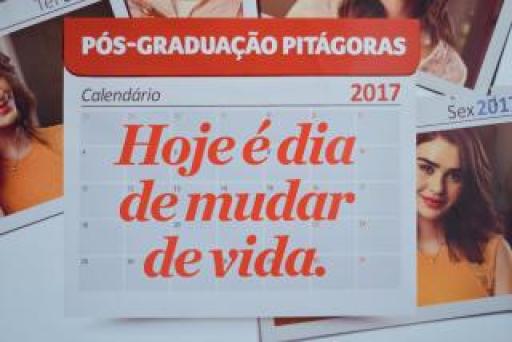 PÓS-GRADUAÇÃO PITÁGORAS
Calendário 2017
Sex 2017
Hoje é dia
de mudar
de vida.